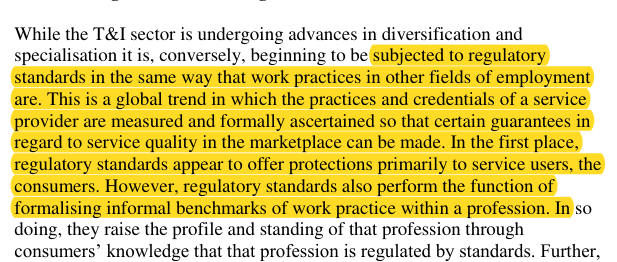 While the T&I sector is undergoing advances in diversification and
specialisation it is, conversely, beginning to be subjected to regulatory
standards in the same way that work practices in other fields of employment
are. This is a global trend in which the practices and credentials of a service
provider are measured and formally ascertained so that certain guarantees in
regard to service quality in the marketplace can be made. In the first place,
regulatory standards appear to offer protections primarily to service users, the
consumers. However, regulatory standards also perform the function of
formalising informal benchmarks of work practice within a profession. In so
doing, they raise the profile and standing of that profession through
consumers’ knowledge that that profession is regulated by standards. Further,